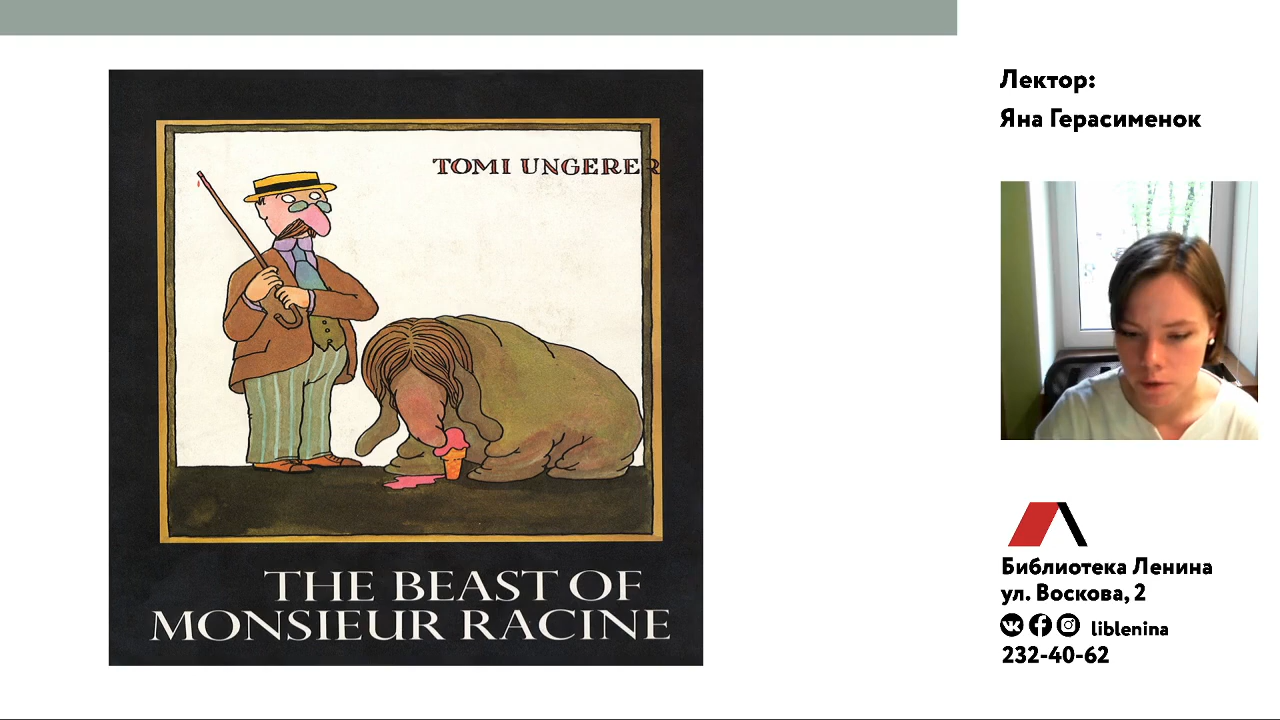 TOMI UNGERER
THE BEAST OF
MONSIEUR RACINE
Лектор:
Яна Герасименок
Библиотека Ленина
ул. Воскова, 2
liblenina
232-40-62